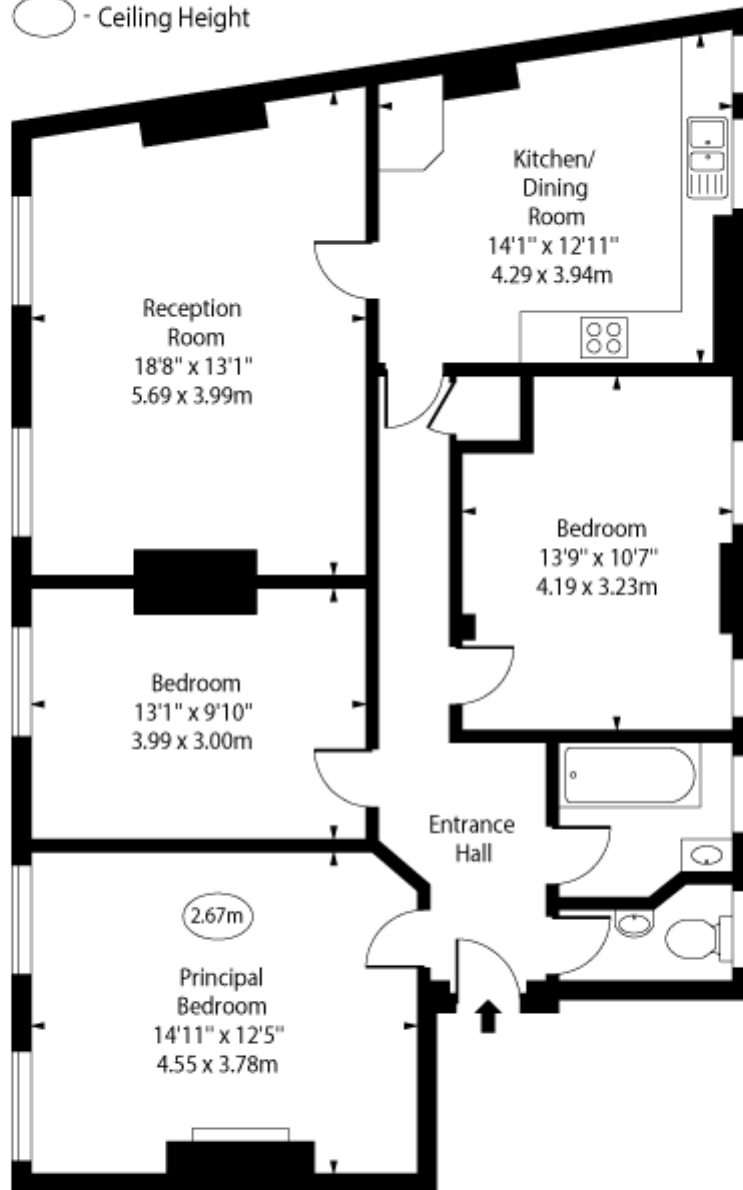 - Ceiling Height
Kitchen/
Dining
Room
14'1" x 12'11"
4.29 x 3.94m
Reception
Room
18'8" x 13'1"
5.69 x 3.99m
Bedroom
13'9" x 10'7"
4.19 x 3.23m
Bedroom
13'1" x 9'10"
3.99 x 3.00m
Entrance
Hall
2.67m
Principal
Bedroom
14'11" x 12'5"
4.55 x 3.78m